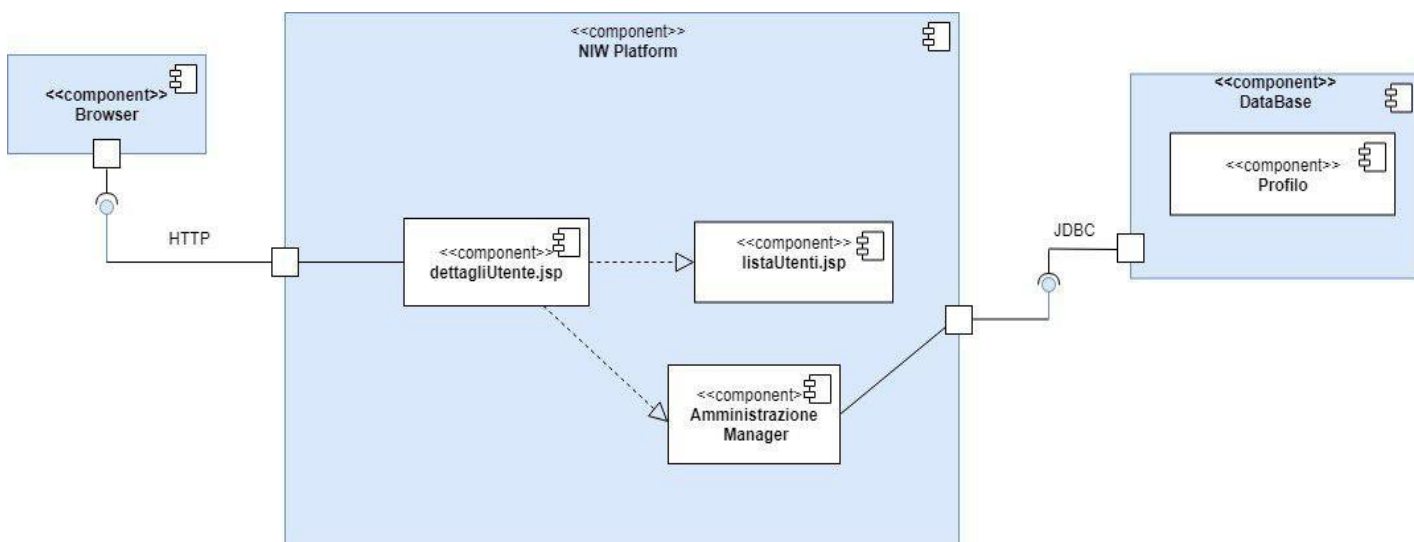 <<component>>
NIW Platform
<<component>>
Browser
<<component>>
DataBase
<<component>>
Profilo
HTTP
JDBC
<<component>>
dettagliUtente.jsp
<<component>>
listaUtenti.jsp
<<component>
Amministrazione
Manager